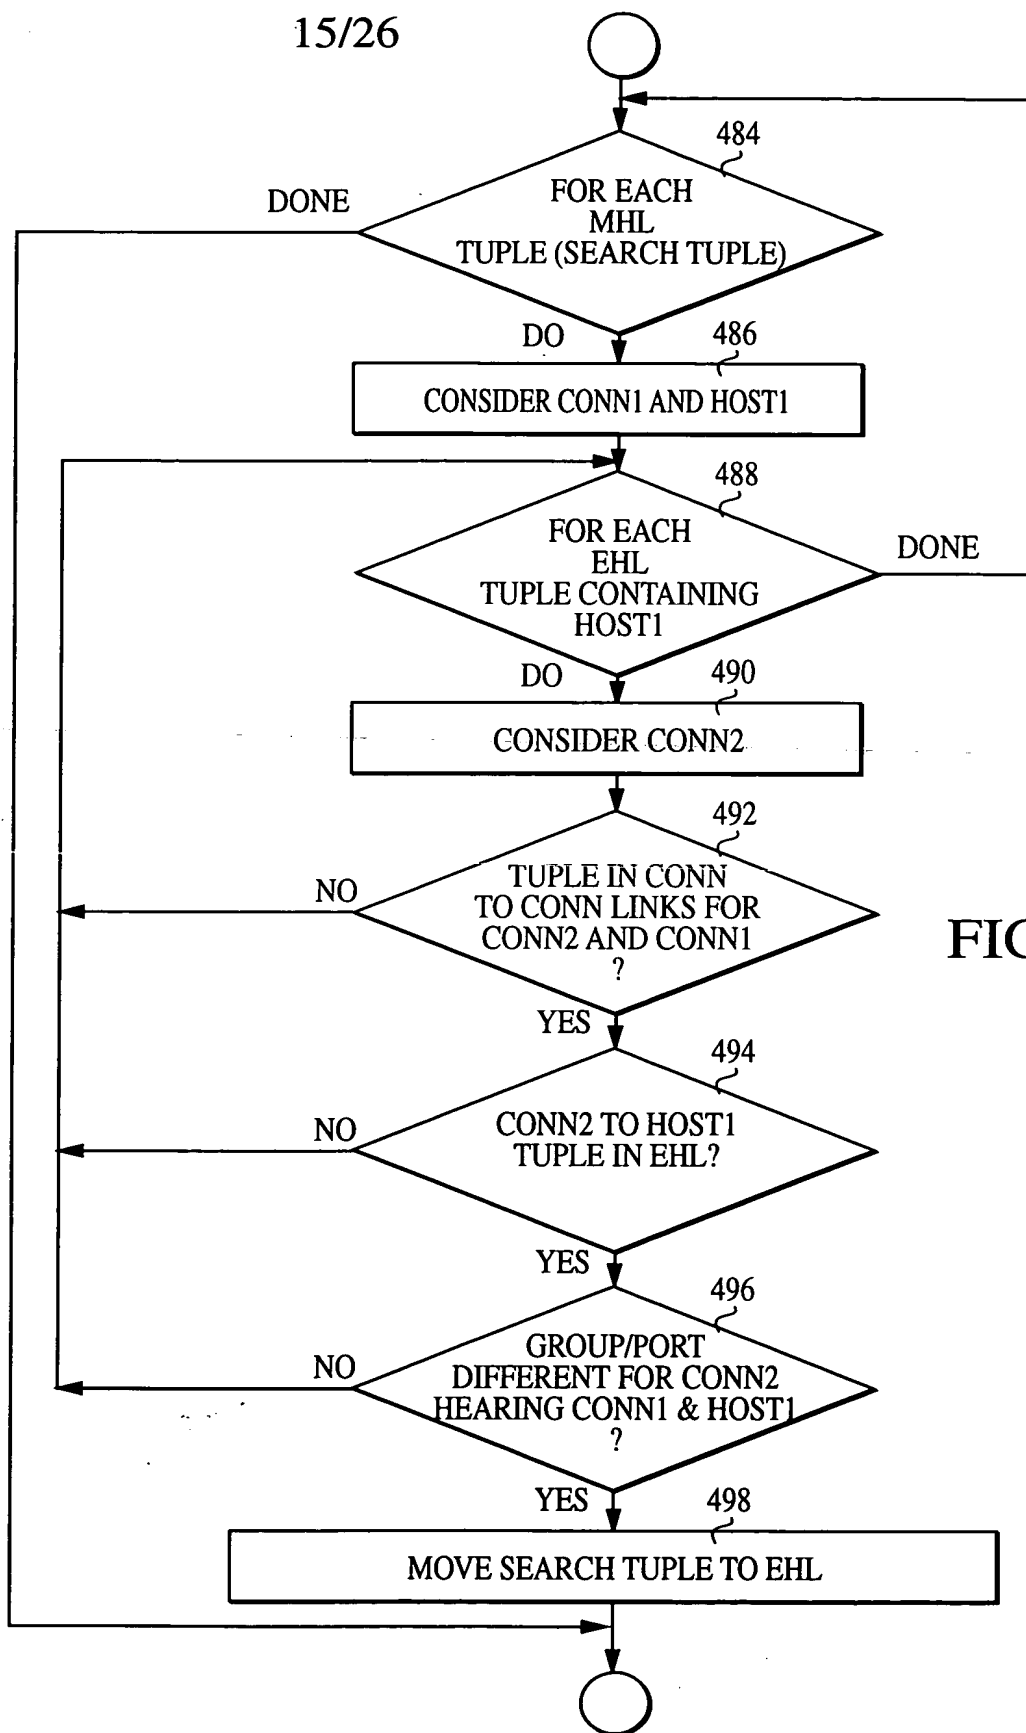 15/26
484
FOR EACH
MHL
TUPLE (SEARCH TUPLE)
DONE
DO
486
CONSIDER CONN1 AND HOST1
488
FOR EACH
EHL
TUPLE CONTAINING
HOST1
DONE
DO
490
CONSIDER CONN2
492
TUPLE IN CONN
TO CONN LINKS FOR
CONN2 AND CONN1
?
NO
FIG
YES
494
CONN2 TO HOST1
TUPLE IN EHL?
NO
YES
496
GROUP/PORT
DIFFERENT FOR CONN2
HEARING CONN1 & HOST1
?
NO
YES
498
MOVE SEARCH TUPLE TO EHL